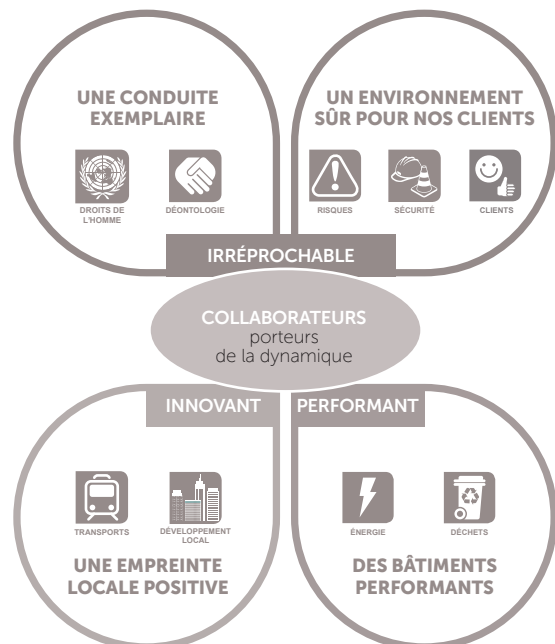 UNE CONDUITE
EXEMPLAIRE
DROITS DE
L'HOMME
DÉONTOLOGIE
UN ENVIRONNEMENT
SÛR POUR NOS CLIENTS
RISQUES
SÉCURITÉ
CLIENTS
IRRÉPROCHABLE
COLLABORATEURS
porteurs
de la dynamique
INNOVANT
PERFORMANT
TRANSPORTS
DÉVELOPPEMENT
LOCAL
UNE EMPREINTE
LOCALE POSITIVE
ÉNERGIE
DÉCHETS
DES BÂTIMENTS
PERFORMANTS